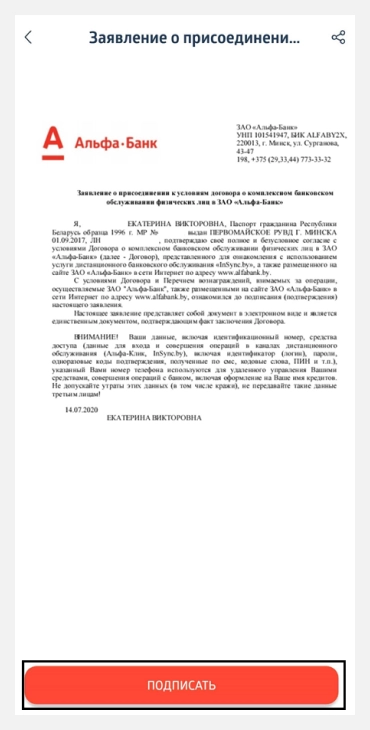 Заявление о присоединени...
Альфа·Банк
ЗАО «Альфа-Банк»
УНП 101541947, БИК ALFABY2X,
220013, г. Минск, ул. Сурганова,
43-47
198, +375 (29,33,44) 773-33-32
Заявление о присоединении к условиям договора о комплексном банковском
обслуживании физических лиц в ЗАО «Альфа-Банк»
Я, ЕКАТЕРИНА ВИКТОРОВНА, Паспорт гражданина Республики
Беларусь образца 1996 г. МР № выдан ПЕРВОМАЙСКОЕ РУВД Г. МИНСКА
01.09.2017, ЛН , подтверждаю своё полное и безусловное согласие с
условиями Договора о комплексном банковском обслуживании физических лиц в ЗАО
«Альфа-Банк» (далее - Договор), представленного для ознакомления с использованием
услуги дистанционного банковского обслуживания «InSync.by», а также размещенного на
сайте ЗАО «Альфа-Банк» в сети Интернет по адресу www.alfabank.by.
С условиями Договора и Перечнем вознаграждений, взимаемых за операции,
осуществляемые ЗАО "Альфа-Банк", также размещенными на сайте ЗАО «Альфа-Банк» в
сети Интернет по адресу www.alfabank.by, ознакомился до подписания (подтверждения)
настоящего заявления.
Настоящее заявление представляет собой документ в электронном виде и является
единственным документом, подтверждающим факт заключения Договора.
ВНИМАНИЕ! Ваши данные, включая идентификационный номер, средства
доступа (данные для входа и совершения операций в каналах дистанционного
обслуживания (Альфа-Клик, InSync.by), включая идентификатор (логин), пароли,
одноразовые коды подтверждения, полученные по смс, кодовые слова, ПИН и т.п.),
указанный Вами номер телефона используются для удаленного управления Вашими
средствами, совершения операций с банком, включая оформление на Ваше имя кредитов.
Не допускайте утраты этих данных (в том числе кражи), не передавайте такие данные
третьим лицам!
14.07.2020
ЕКАТЕРИНА ВИКТОРОВНА
ПОДПИСАТЬ